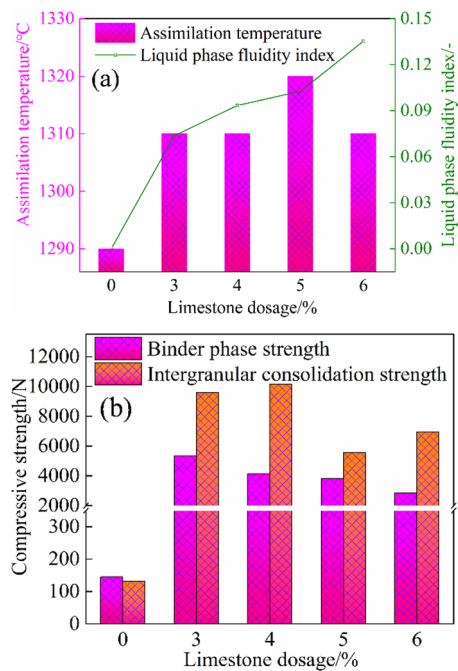 1330
1320
1310
1300
1290
Assimilation temperature/°C
(a)
Assimilation temperature
Liquid phase fluidity index
0.15
0.12
0.09
0.06
0.03
0.00
Liquid phase fluidity index/-
0 3 4 5 6
Limestone dosage/%
12000
10000
8000
6000
4000
2000
300
200
100
0
Compressive strength/N
Binder phase strength
Intergranular consolidation strength
(b)
0 3 4 5 6
Limestone dosage/%